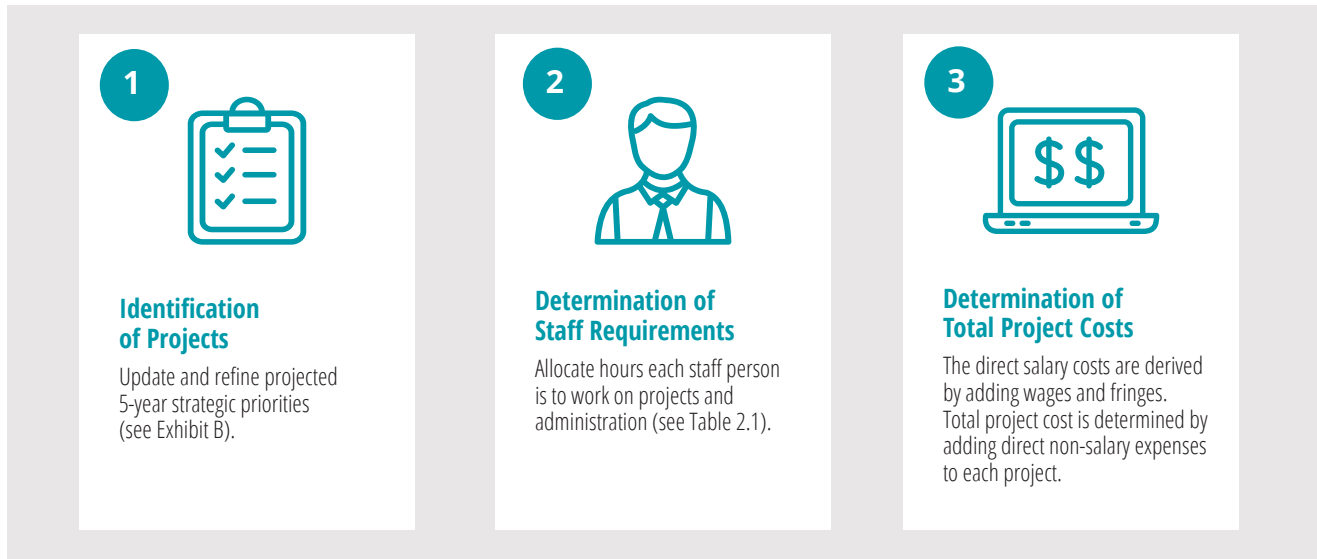 1
Identification
of Projects
Update and refine projected
5-year strategic priorities
(see Exhibit B).
2
Determination of
Staff Requirements
Allocate hours each staff person
is to work on projects and
administration (see Table 2.1).
3
$$
Determination of
Total Project Costs
The direct salary costs are derived
by adding wages and fringes.
Total project cost is determined by
adding direct non-salary expenses
to each project.